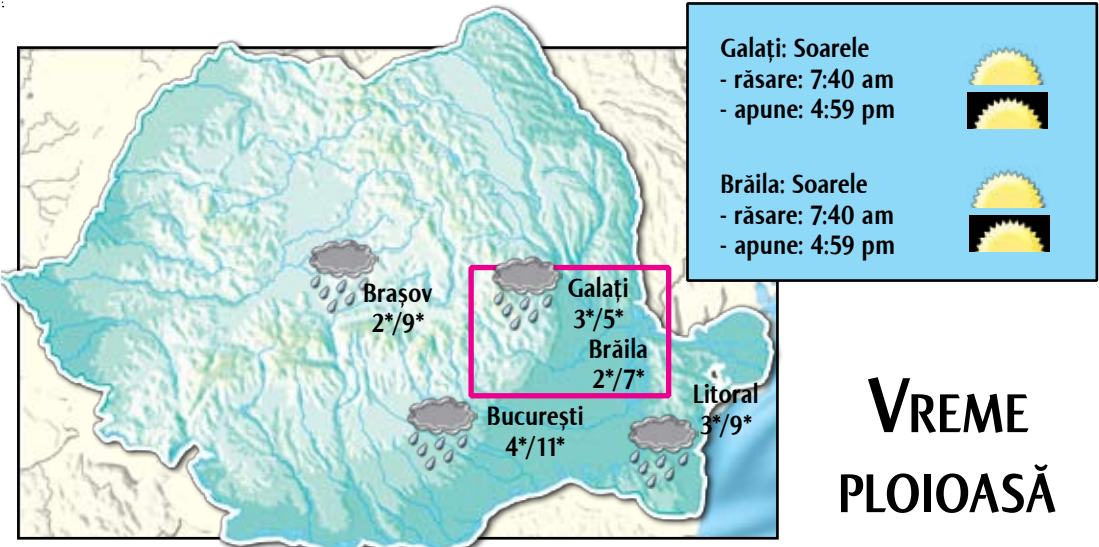 Galați: Soarele
- răsare: 7:40 am
- apune: 4:59 pm
Brăila: Soarele
- răsare: 7:40 am
- apune: 4:59 pm
Brașov
2*/9*
Galați
3*/5*
Brăila
2*/7*
Litoral
3*/9*
București
4*/11*
VREME
PLOIOASĂ